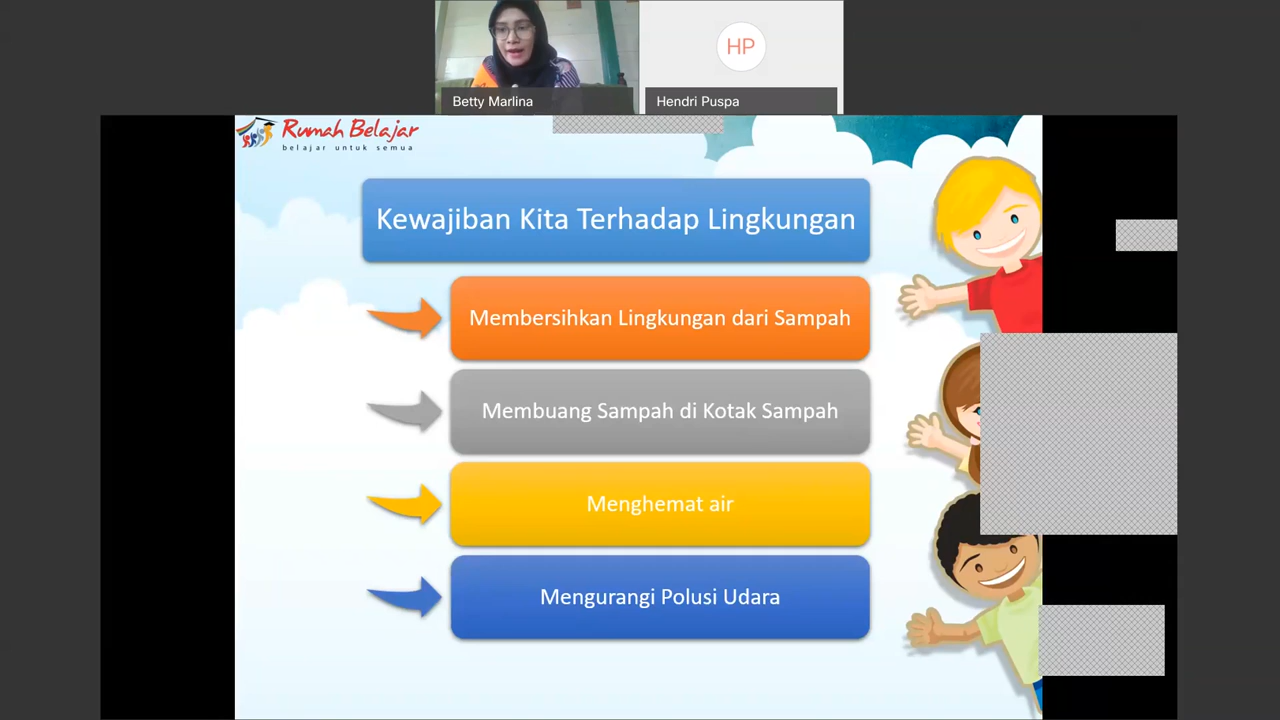 Betty Marlina
HP
Hendri Puspa
Rumah Belajar
belajar untuk semua
Kewajiban Kita Terhadap Lingkungan
Membersihkan Lingkungan dari Sampah
Membuang Sampah di Kotak Sampah
Menghemat air
Mengurangi Polusi Udara